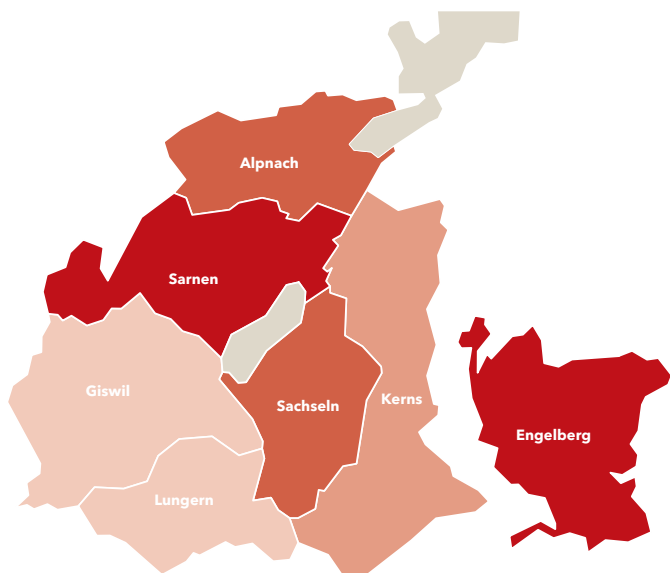 Alpnach
Sarnen
Giswil
Sachseln
Kerns
Engelberg
Lungern